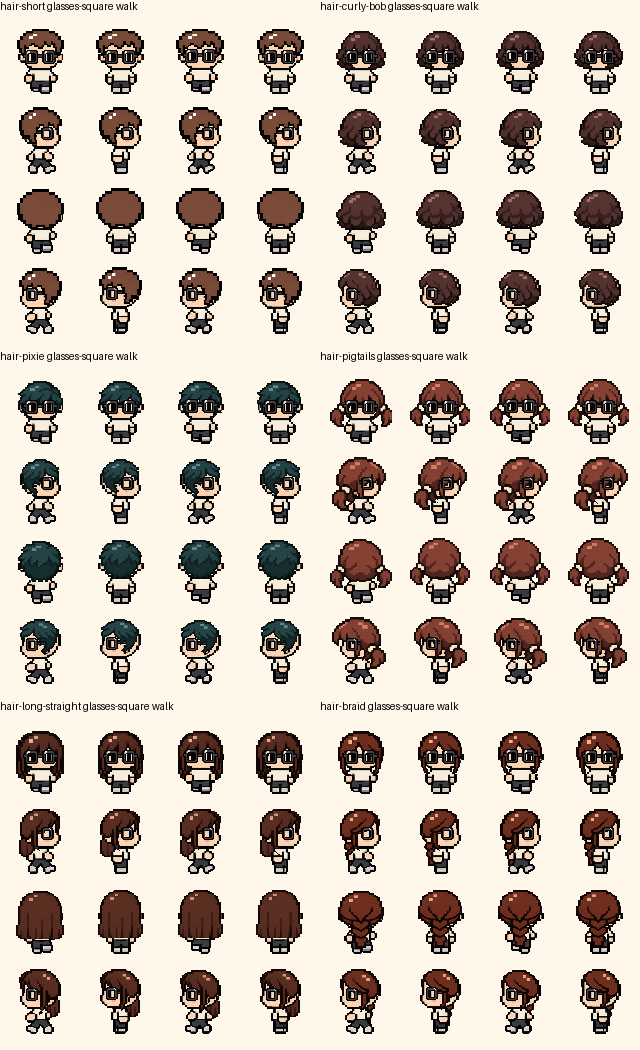 hair-short glasses-square walk
hair-curly-bob glasses-square walk
hair-pixie glasses-square walk
hair-pigtails glasses-square walk
hair-long-straight glasses-square walk
hair-braid glasses-square walk